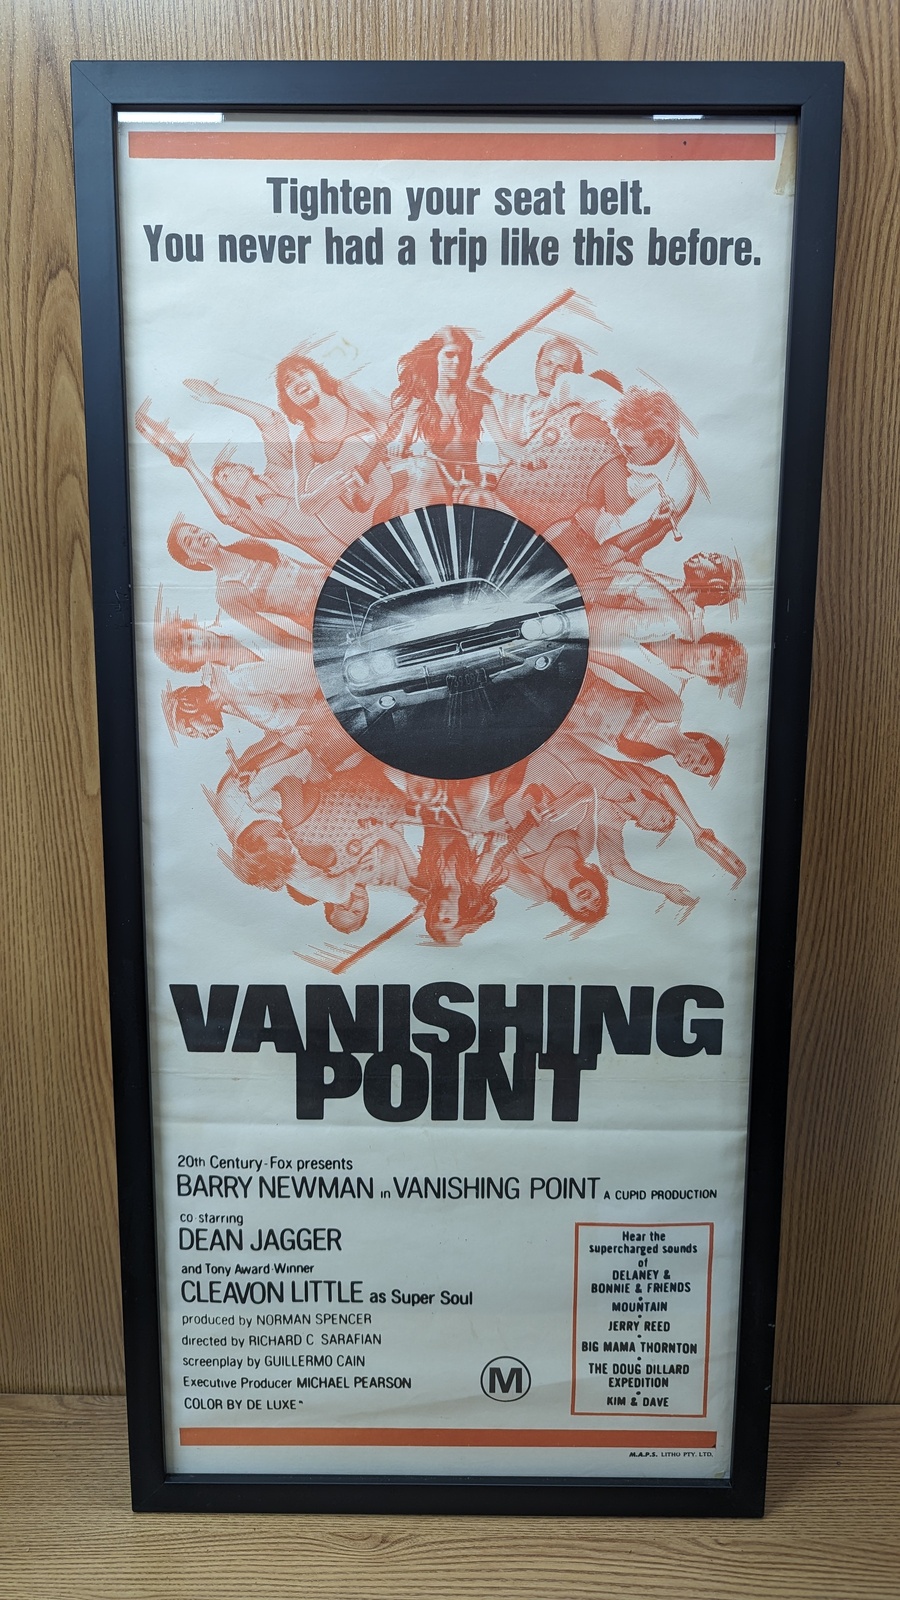 Tighten your seat belt.
You never had a trip like this before.
VANISHING
POINT
20th Century-Fox presents
BARRY NEWMAN in VANISHING POINT A CUPID PRODUCTION
co-starring
DEAN JAGGER
and Tony Award-Winner
CLEAVON LITTLE as Super Soul
produced by NORMAN SPENCER
directed by RICHARD C. SARAFIAN
screenplay by GUILLERMO CAIN
Executive Producer MICHAEL PEARSON
COLOR BY DE LUXE
M
Hear the
supercharged sounds
of
DELANEY &
BONNIE & FRIENDS
•
MOUNTAIN
•
JERRY REED
•
BIG MAMA THORNTON
•
THE DOUG DILLARD
EXPEDITION
•
KIM & DAVE
M.A.P.S. LITHO PTY. LTD.